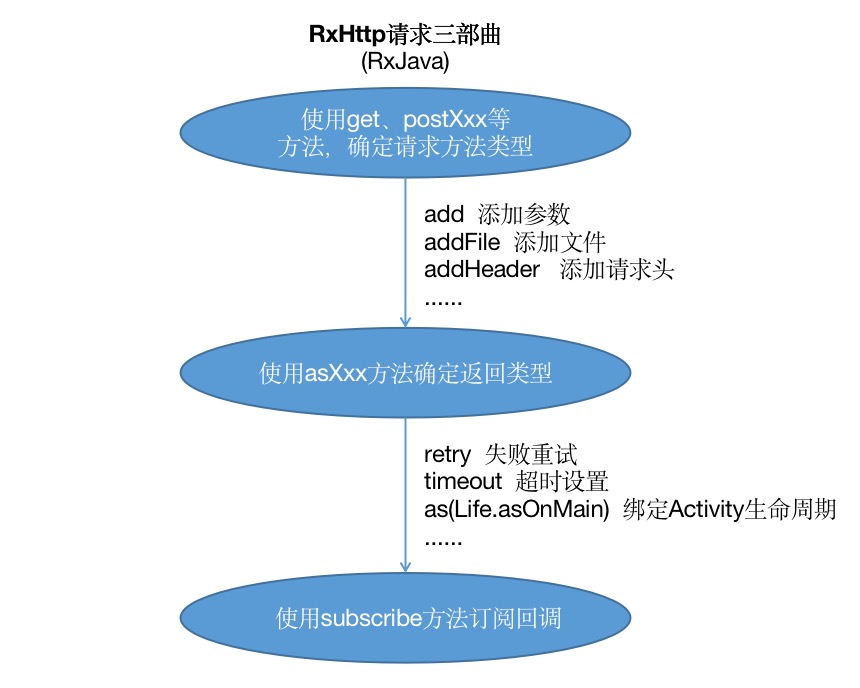 RxHttp请求三部曲
(RxJava)
使用get、postXxx等
方法，确定请求方法类型
add 添加参数
addFile 添加文件
addHeader 添加请求头
......
使用asXxx方法确定返回类型
retry 失败重试
timeout 超时设置
as(Life.asOnMain) 绑定Activity生命周期
......
使用subscribe方法订阅回调